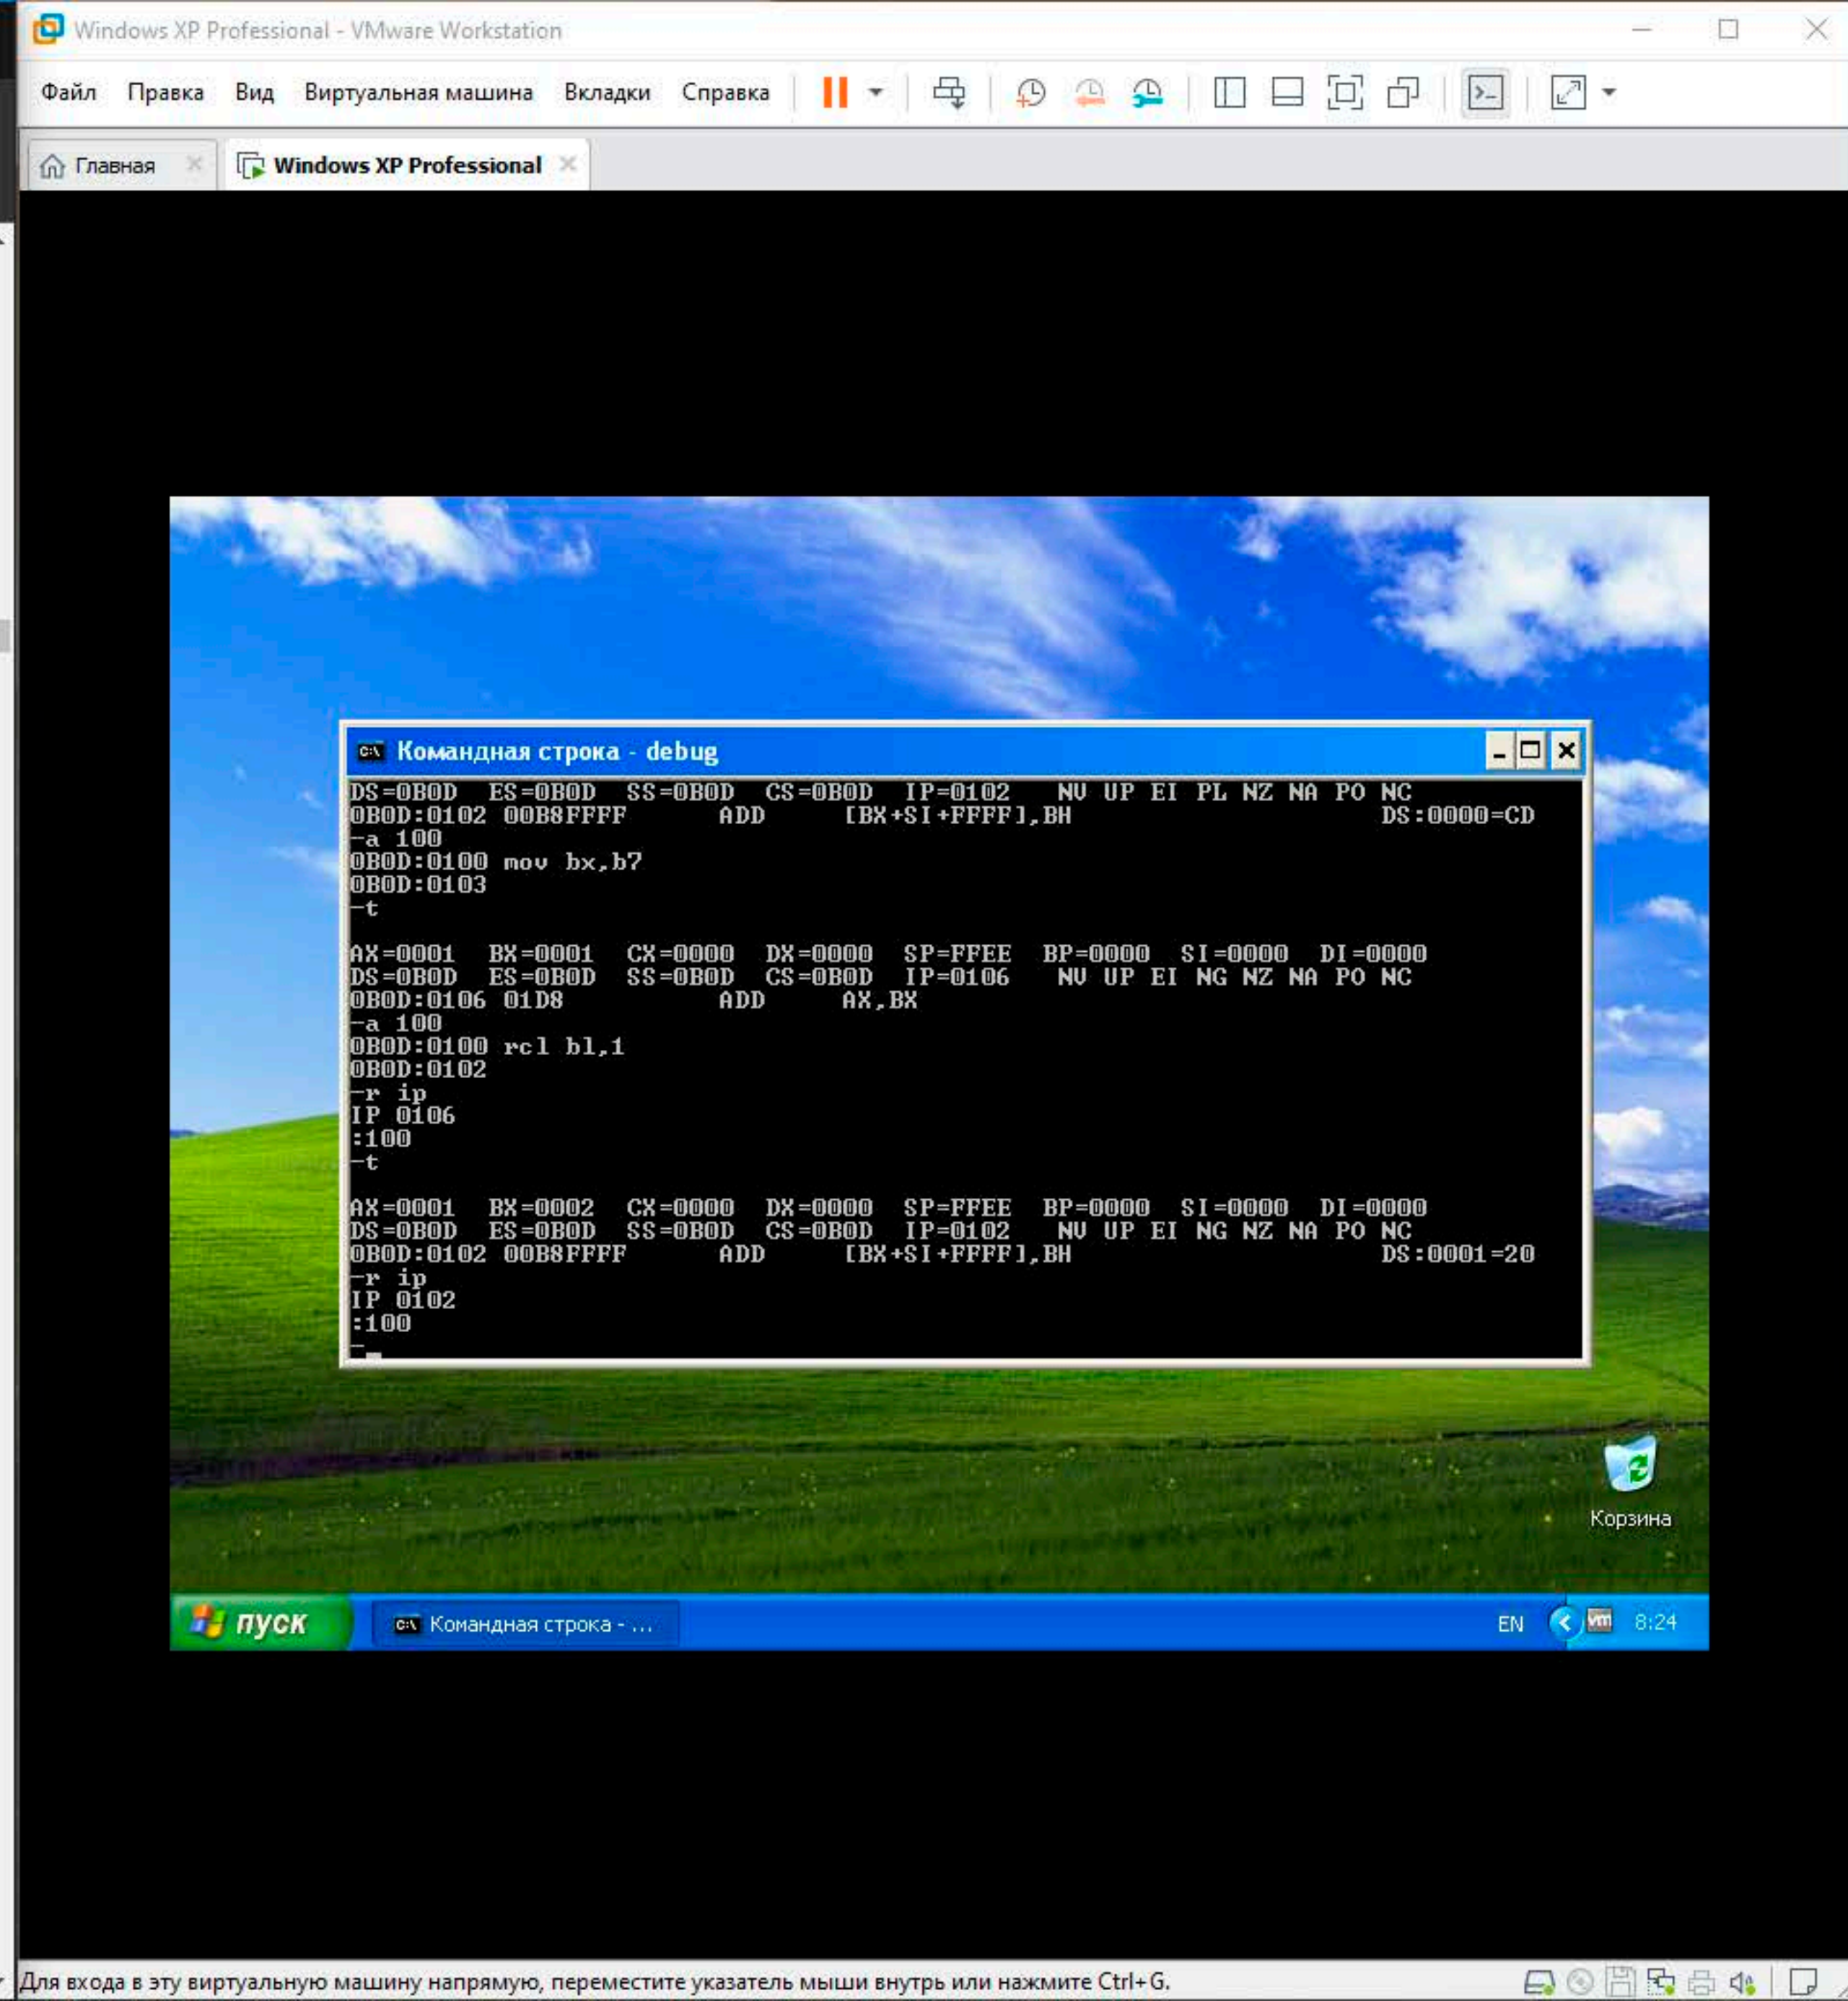 Windows XP Professional - VMware Workstation
Файл Правка Вид Виртуальная машина Вкладки Справка
Главная Windows XP Professional
Командная строка - debug
DS=0B0D ES=0B0D SS=0B0D CS=0B0D IP=0102 NV UP EI PL NZ NA PO NC
0B0D:0102 00B8FFFF ADD [BX+SI+FFFF],BH DS:0000=CD
-a 100
0B0D:0100 mov bx,b7
0B0D:0103
-t
AX=0001 BX=0001 CX=0000 DX=0000 SP=FFEE BP=0000 SI=0000 DI=0000
DS=0B0D ES=0B0D SS=0B0D CS=0B0D IP=0106 NV UP EI NG NZ NA PO NC
0B0D:0106 01D8 ADD AX,BX
-a 100
0B0D:0100 rcl bl,1
0B0D:0102
-r ip
IP 0106
:100
-t
AX=0001 BX=0002 CX=0000 DX=0000 SP=FFEE BP=0000 SI=0000 DI=0000
DS=0B0D ES=0B0D SS=0B0D CS=0B0D IP=0102 NV UP EI NG NZ NA PO NC
0B0D:0102 00B8FFFF ADD [BX+SI+FFFF],BH DS:0001=20
-r ip
IP 0102
:100
-
Корзина
пуск Командная строка - ... EN vm 8:24
Для входа в эту виртуальную машину напрямую, переместите указатель мыши внутрь или нажмите Ctrl+G.